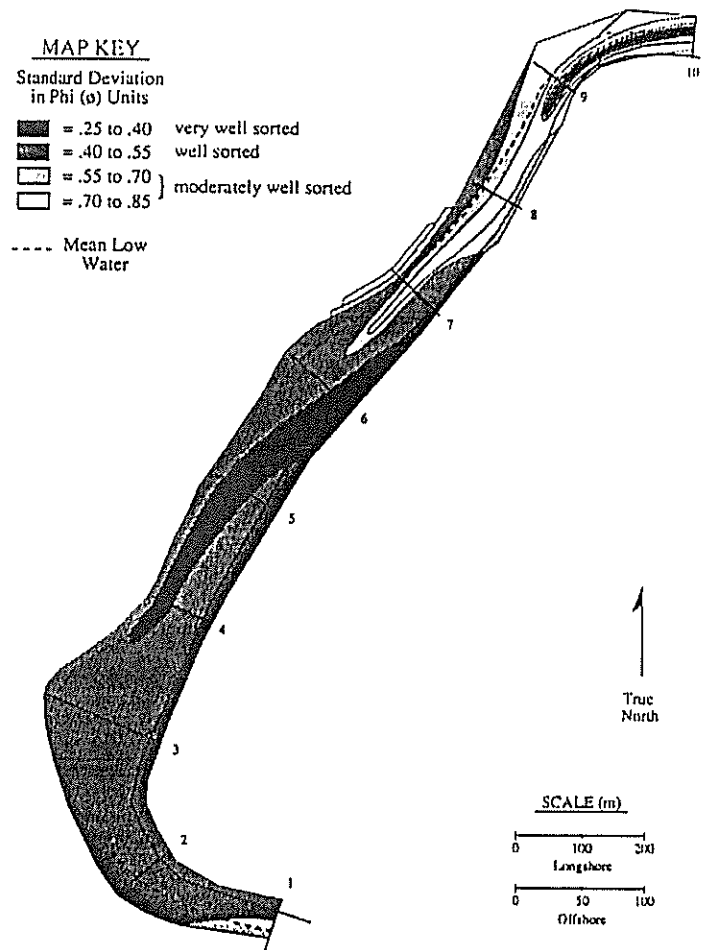 MAP KEY
Standard Deviation
in Phi (ø) Units
= .25 to .40 very well sorted
= .40 to .55 well sorted
= .55 to .70
= .70 to .85
moderately well sorted
Mean Low
Water
10
9
8
7
6
5
4
3
2
1
True
North
SCALE (m)
0 100 200
Longshore
0 50 100
Offshore